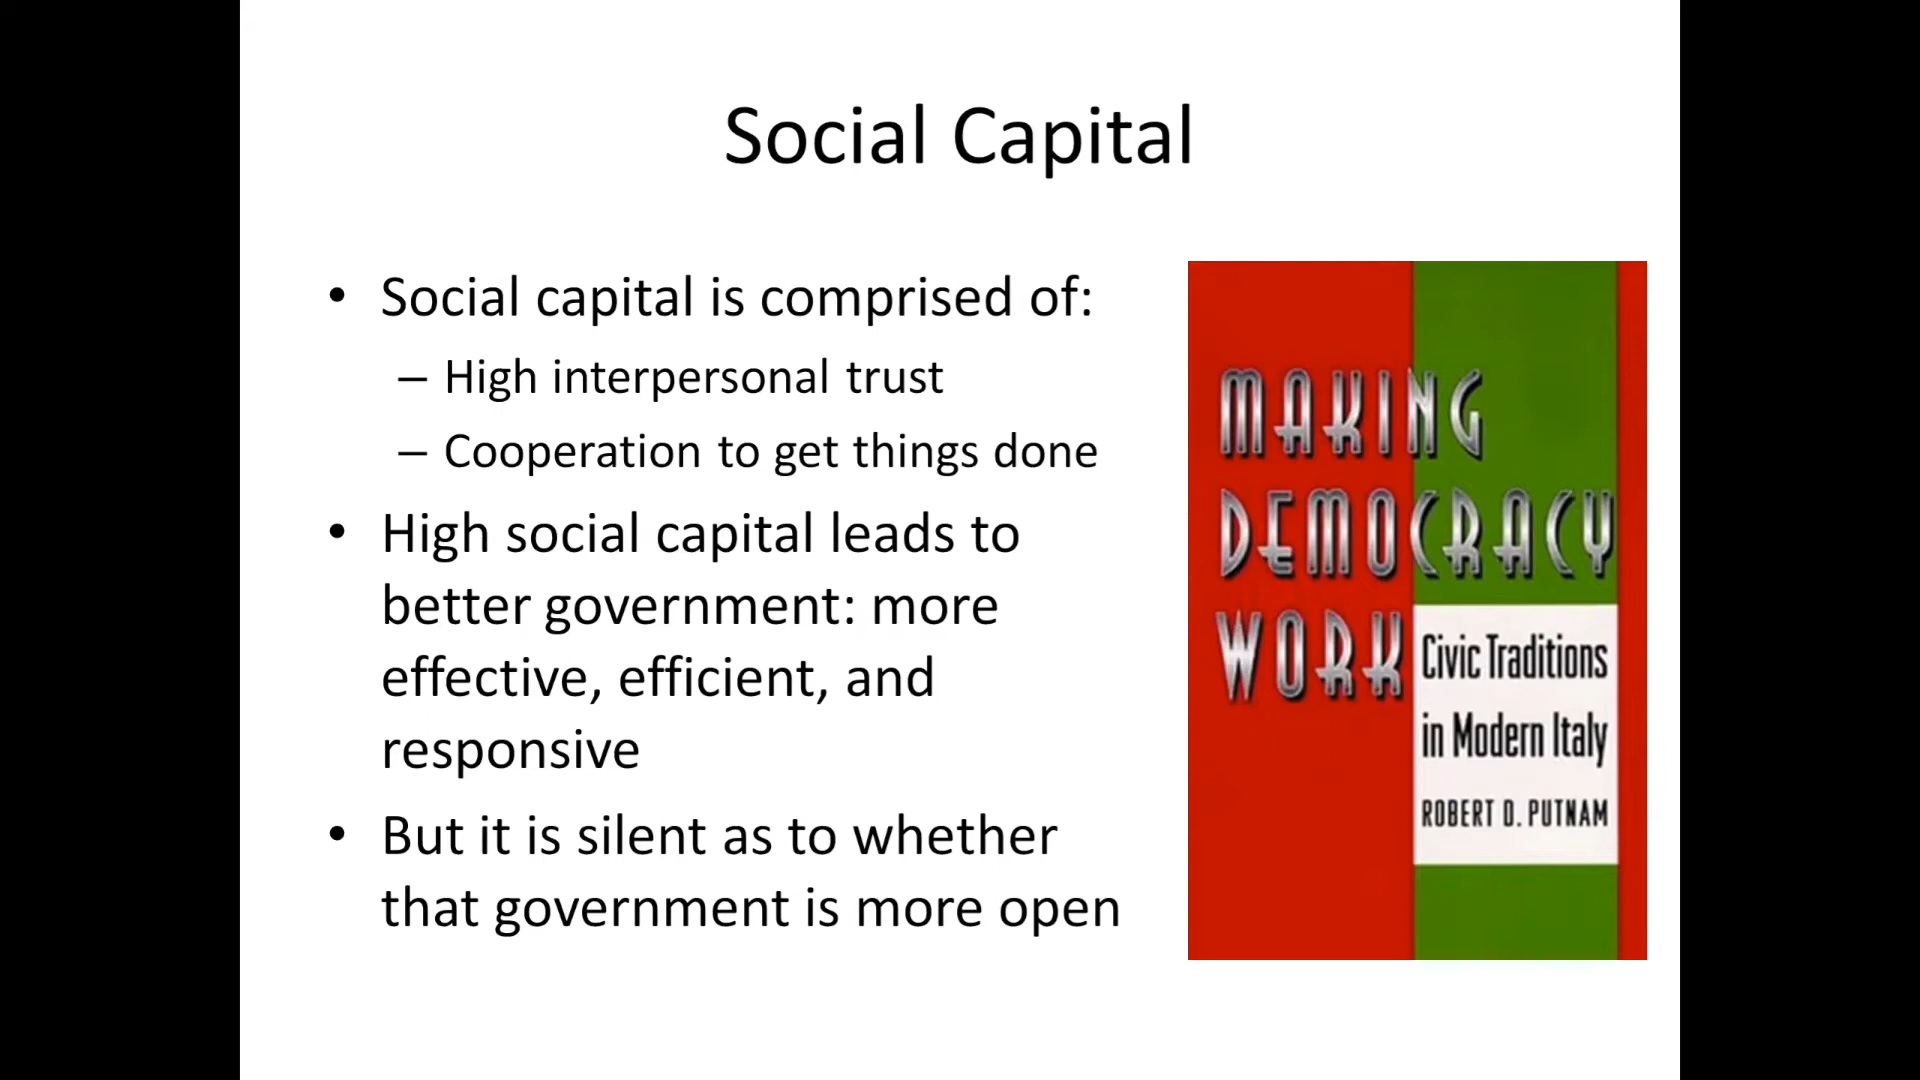 Social Capital
• Social capital is comprised of:
– High interpersonal trust
– Cooperation to get things done
• High social capital leads to
better government: more
effective, efficient, and
responsive
• But it is silent as to whether
that government is more open
MAKING
DEMOCRACY
WORK
Civic Traditions
in Modern Italy
ROBERT D. PUTNAM